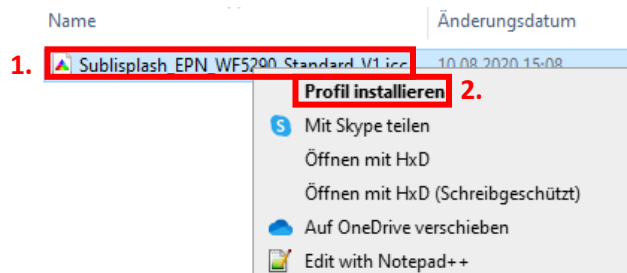 Name Änderungsdatum
1. Sublisplash_EPN_WF5290_Standard_V1.icc 10.08.2020 15:08
Profil installieren 2.
Mit Skype teilen
Öffnen mit HxD
Öffnen mit HxD (Schreibgeschützt)
Auf OneDrive verschieben
Edit with Notepad++